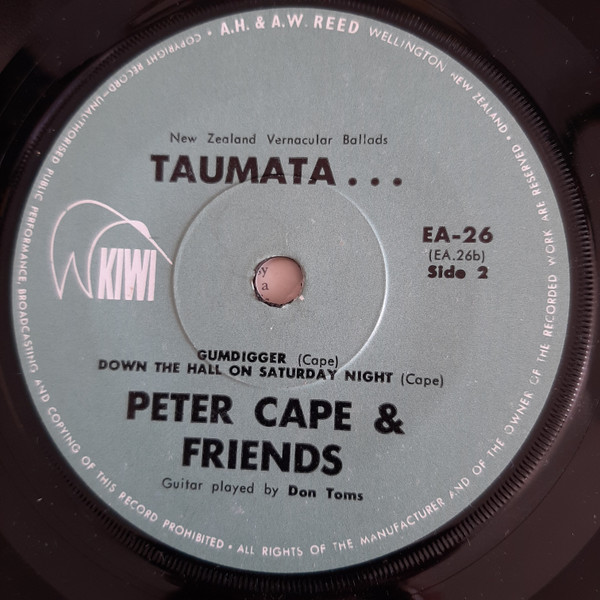 • A.H. & A.W. REED WELLINGTON NEW ZEALAND • ALL RIGHTS OF THE MANUFACTURER AND OF THE OWNER OF THE RECORDED WORK ARE RESERVED
COPYRIGHT RECORD-UNAUTHORISED PUBLIC PERFORMANCE, BROADCASTING AND COPYING OF THIS RECORD PROHIBITED •
New Zealand Vernacular Ballads
TAUMATA...
EA-26
(EA.26b)
Side 2
KIWI
y
a
GUMDIGGER (Cape)
DOWN THE HALL ON SATURDAY NIGHT (Cape)
PETER CAPE &
FRIENDS
Guitar played by Don Toms